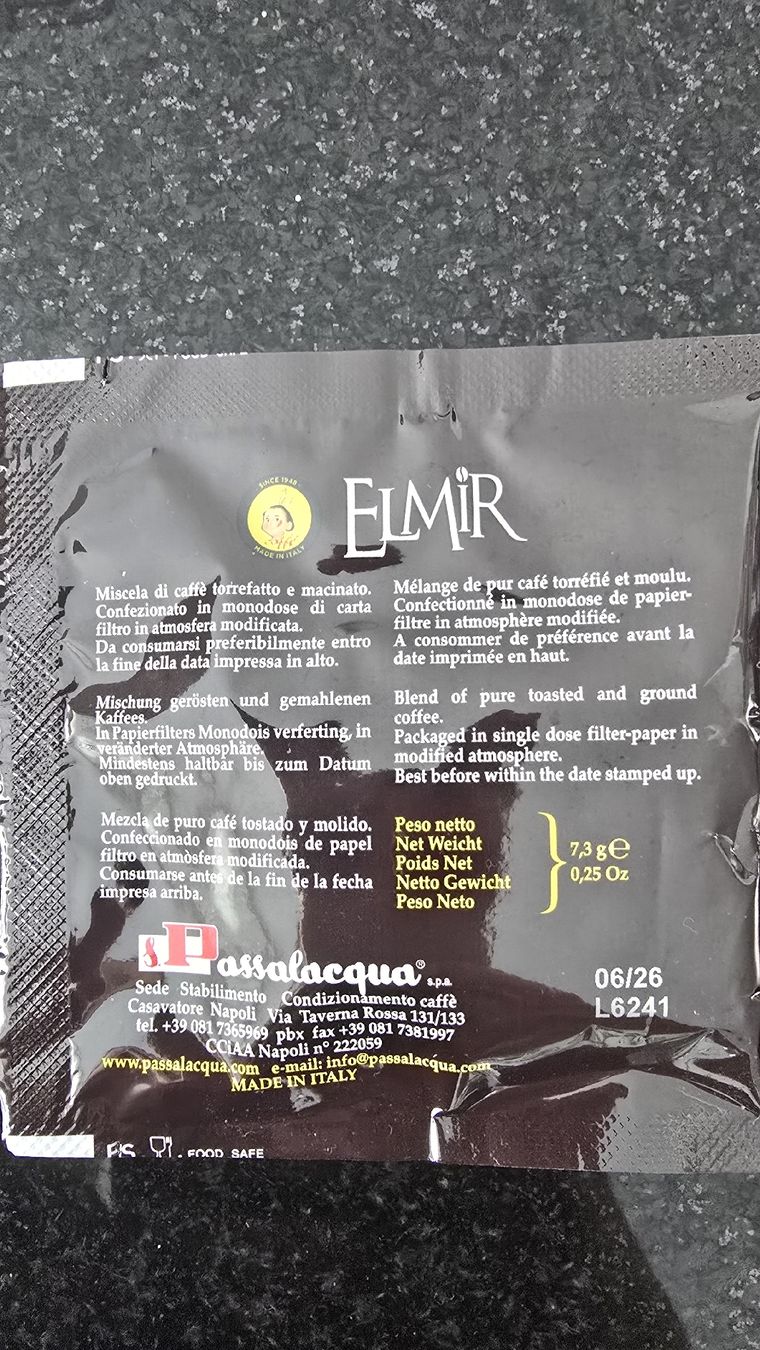 SINCE 1948
MADE IN ITALY
ELMIR
Miscela di caffè torrefatto e macinato.
Confezionato in monodose di carta
filtro in atmosfera modificata.
Da consumarsi preferibilmente entro
la fine della data impressa in alto.
Mélange de pur café torréfié et moulu.
Confectionné in monodose de papier-
filtre in atmosphère modifiée.
A consommer de préférence avant la
date imprimée en haut.
Mischung gerösten und gemahlenen
Kaffees.
In Papierfilters Monodois verferting, in
veränderter Atmosphäre.
Mindestens haltbar bis zum Datum
oben gedruckt.
Blend of pure toasted and ground
coffee.
Packaged in single dose filter-paper in
modified atmosphere.
Best before within the date stamped up.
Mezcla de puro café tostado y molido.
Confeccionado en monodois de papel
filtro en atmòsfera modificada.
Consumarse antes de la fin de la fecha
impresa arriba.
Peso netto
Net Weicht
Poids Net
Netto Gewicht
Peso Neto
7,3 g℮
0,25 Oz
Passalacqua® s.p.a.
Sede Stabilimento Condizionamento caffè
Casavatore Napoli Via Taverna Rossa 131/133
tel. +39 081 7365969 pbx fax +39 081 7381997
CCiAA Napoli n° 222059
www.passalacqua.com e-mail: info@passalacqua.com
MADE IN ITALY
06/26
L6241
FOOD SAFE